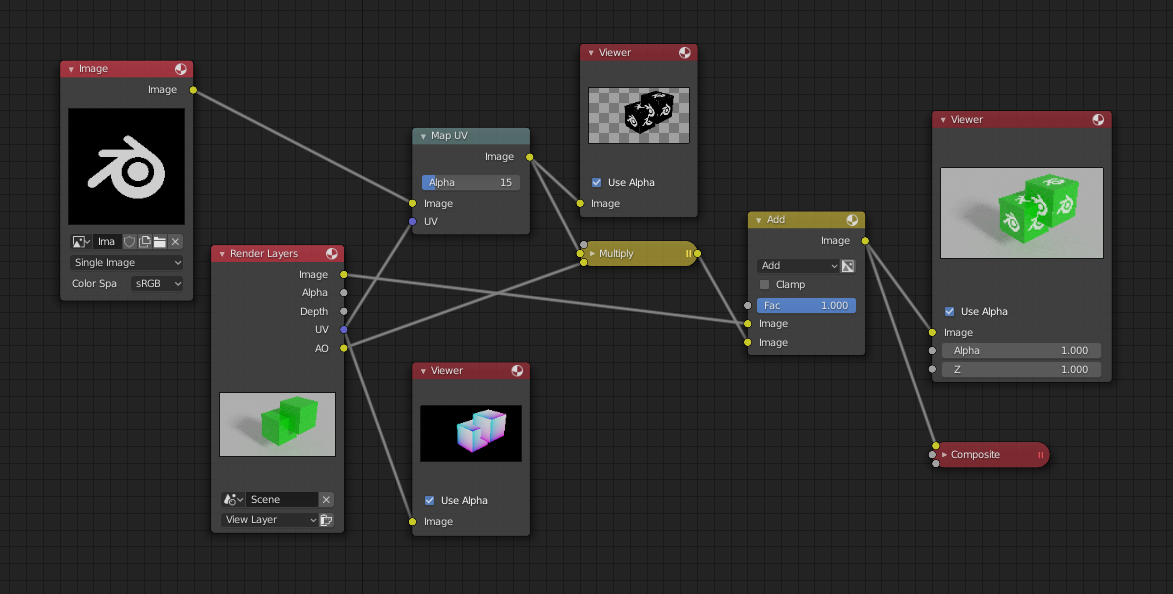 Image
Image
Ima
Single Image
Color Spa sRGB
Render Layers
Image
Alpha
Depth
UV
AO
Scene
View Layer
Map UV
Image
Alpha 15
Image
UV
Viewer
Use Alpha
Image
Viewer
Use Alpha
Image
Multiply
Add
Image
Add
Clamp
Fac 1.000
Image
Image
Viewer
Use Alpha
Image
Alpha 1.000
Z 1.000
Composite